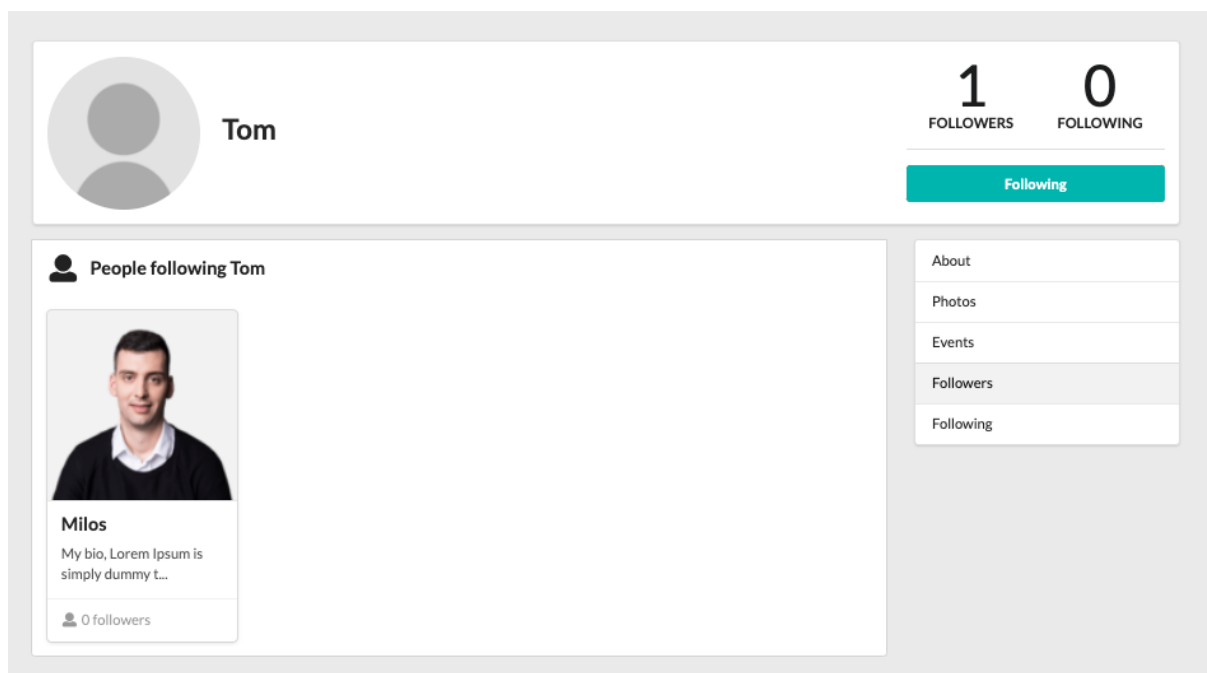 Tom
1
FOLLOWERS
0
FOLLOWING
Following
People following Tom
Milos
My bio, Lorem Ipsum is
simply dummy t...
0 followers
About
Photos
Events
Followers
Following